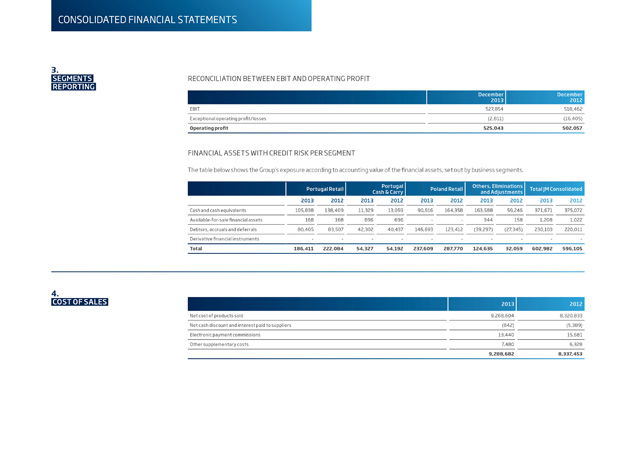 CONSOLIDATED FINANCIAL STATEMENTS
3.
SEGMENTS
REPORTING
RECONCILIATION BETWEEN EBIT AND OPERATING PROFIT
December 2013 December 2012
EBIT 527,854 518,462
Exceptional operating profit/losses (2,811) (16,405)
Operating profit 525,043 502,057
FINANCIAL ASSETS WITH CREDIT RISK PER SEGMENT
The table below shows the Group's exposure according to accounting value of the financial assets, set out by business segments.
Portugal Retail Portugal Cash & Carry Poland Retail Others, Eliminations and Adjustments Total JM Consolidated
2013 2012 2013 2012 2013 2012 2013 2012 2013 2012
Cash and cash equivalents 105,838 138,409 11,329 13,059 90,916 164,358 163,588 59,246 371,671 375,072
Available-for-sale financial assets 168 168 696 696 - - 344 158 1,208 1,022
Debtors, accruals and deferrals 80,405 83,507 42,302 40,437 146,693 123,412 (39,297) (27,345) 230,103 220,011
Derivative financial instruments - - - - - - - - - -
Total 186,411 222,084 54,327 54,192 237,609 287,770 124,635 32,059 602,982 596,105
4.
COST OF SALES
2013 2012
Net cost of products sold 9,268,604
Net cash discount and interest paid to suppliers (842) (5,389)
Electronic payment commissions 13,440
Other supplementary costs 7,480 6,328
9,288,682 8,337,453